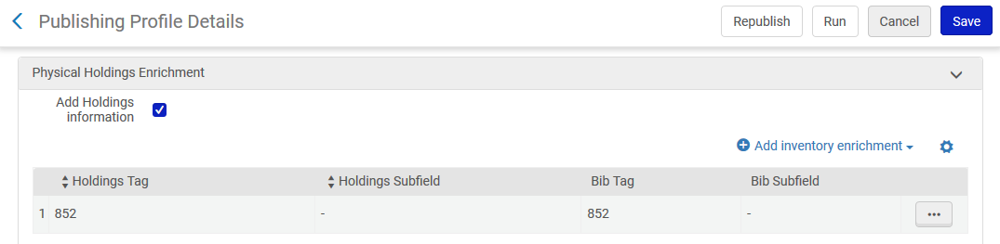 Publishing Profile Details Republish Run Cancel Save
Physical Holdings Enrichment
Add Holdings
information
Add inventory enrichment
Holdings Tag Holdings Subfield Bib Tag Bib Subfield
1 852 - 852 -